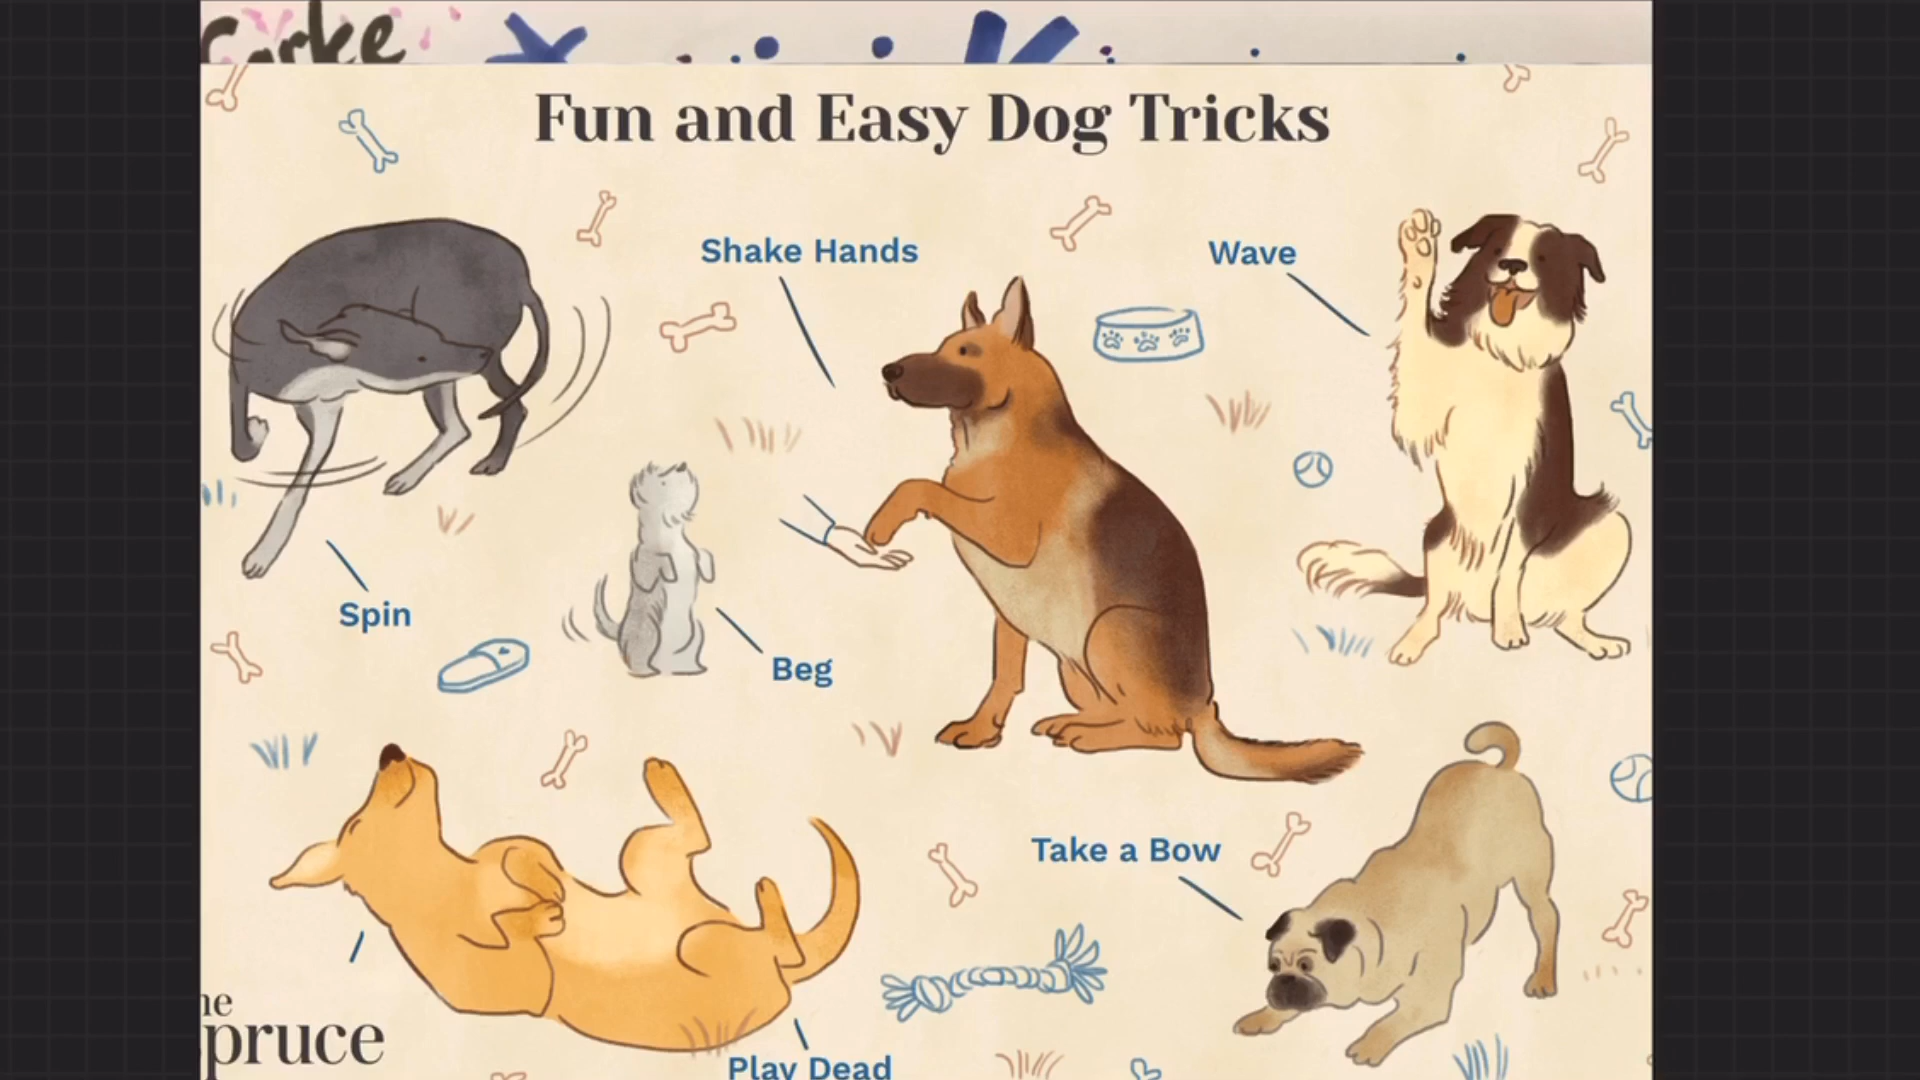 Fun and Easy Dog Tricks
Shake Hands
Wave
Spin
Beg
Take a Bow
Play Dead